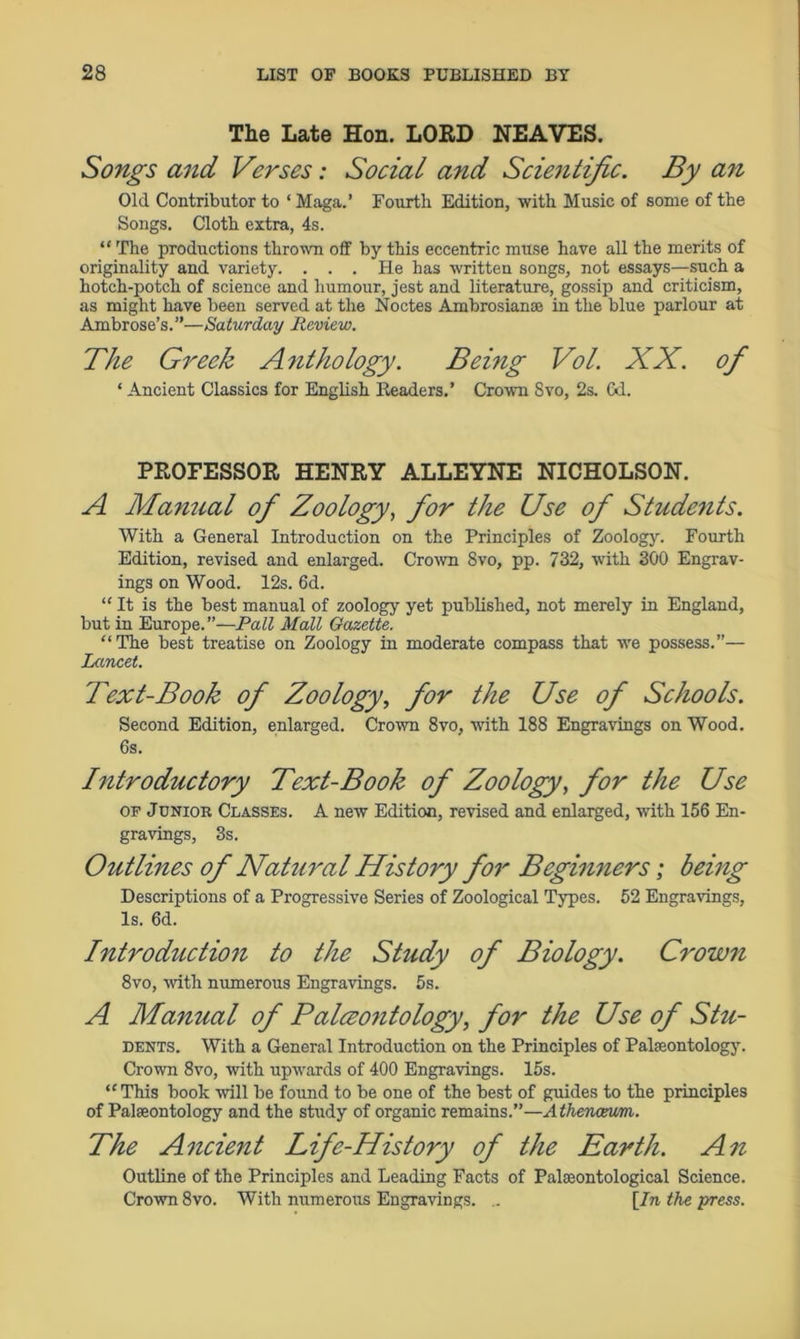 28 LIST OF BOOKS PUBLISHED BY
The Late Hon. LORD NEAVES.
Songs and Verses: Social and Scientific. By an
Old Contributor to ‘Maga.’ Fourth Edition, with Music of some of the
Songs. Cloth extra, 4s.
“The productions thrown off by this eccentric muse have all the merits of
originality and variety. . . . He has written songs, not essays—such a
hotch-potch of science and humour, jest and literature, gossip and criticism,
as might have been served at the Noctes Ambrosianæ in the blue parlour at
Ambrose’s.”—Saturday Review.
The Greek Anthology. Being Vol. XX. of
‘Ancient Classics for English Readers.’ Crown 8vo, 2s. 6d.
PROFESSOR HENRY ALLEYNE NICHOLSON.
A Manual of Zoology, for the Use of Students.
With a General Introduction on the Principles of Zoology. Fourth
Edition, revised and enlarged. Crown 8vo, pp. 732, with 300 Engrav-
ings on Wood. 12s. 6d.
“It is the best manual of zoology yet published, not merely in England,
but in Europe.”—Pall Mall Gazette.
“The best treatise on Zoology in moderate compass that we possess.”—
Lancet.
Text-Book of Zoology, for the Use of Schools.
Second Edition, enlarged. Crown 8vo, with 188 Engravings on Wood.
6s.
Introductory Text-Book of Zoology, for the Use
OF JUNIOR CLASSES. A new Edition, revised and enlarged, with 156 En-
gravings, 3s.
Outlines of Natural History for Beginners; being
Descriptions of a Progressive Series of Zoological Types. 52 Engravings,
1s. 6d.
Introduction to the Study of Biology. Crown
8vo, with numerous Engravings. 5s.
A Manual of Palæontology, for the Use of Stu-
DENTS. With a General Introduction on the Principles of Palæontology.
Crown 8vo, with upwards of 400 Engravings. 15s.
“This book will be found to be one of the best of guides to the principles
of Palæontology and the study of organic remains.”—Athenæum.
The Ancient Life-History of the Earth. An
Outline of the Principles and Leading Facts of Palæontological Science.
Crown 8vo. With numerous Engravings. .. [In the press.